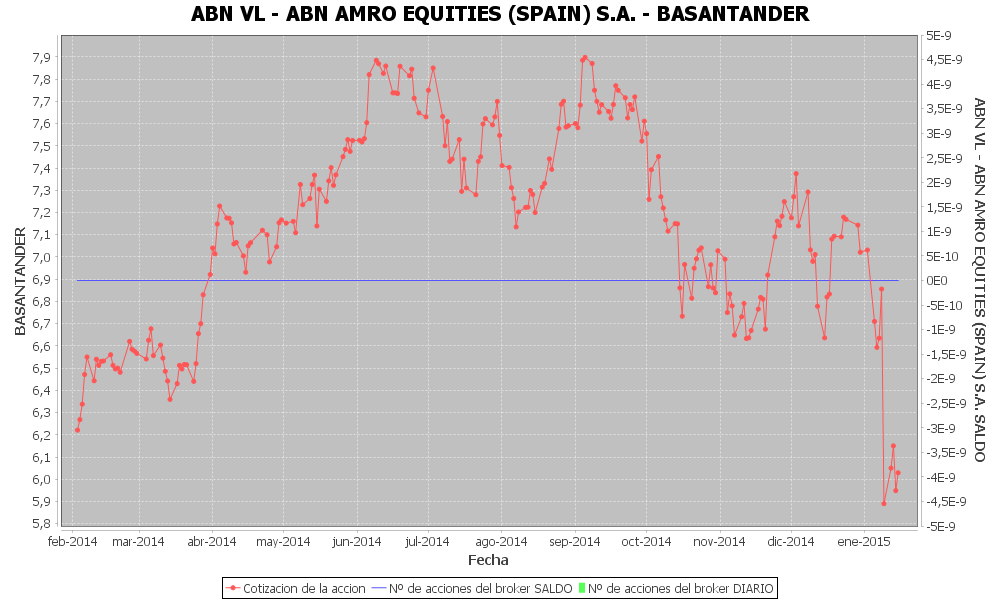 ABN VL - ABN AMRO EQUITIES (SPAIN) S.A. - BASANTANDER
BASANTANDER
7,9
7,8
7,7
7,6
7,5
7,4
7,3
7,2
7,1
7,0
6,9
6,8
6,7
6,6
6,5
6,4
6,3
6,2
6,1
6,0
5,9
5,8
5E-9
4,5E-9
4E-9
3,5E-9
3E-9
2,5E-9
2E-9
1,5E-9
1E-9
5E-10
0E0
-5E-10
-1E-9
-1,5E-9
-2E-9
-2,5E-9
-3E-9
-3,5E-9
-4E-9
-4,5E-9
-5E-9
ABN VL - ABN AMRO EQUITIES (SPAIN) S.A. SALDO
feb-2014 mar-2014 abr-2014 may-2014 jun-2014 jul-2014 ago-2014 sep-2014 oct-2014 nov-2014 dic-2014 ene-2015
Fecha
Cotizacion de la accion Nº de acciones del broker SALDO Nº de acciones del broker DIARIO